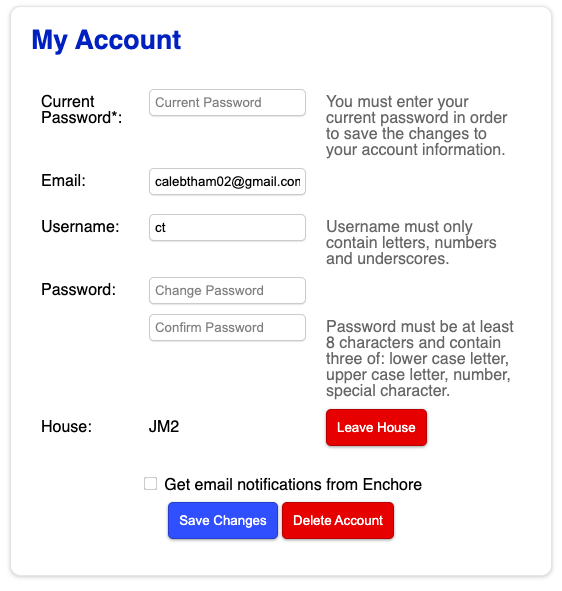 My Account
Current Password*:
Current Password
You must enter your
current password in order
to save the changes to
your account information.
Email:
calebtham02@gmail.con
Username:
ct
Username must only
contain letters, numbers
and underscores.
Password:
Change Password
Confirm Password
Password must be at least
8 characters and contain
three of: lower case letter,
upper case letter, number,
special character.
House:
JM2
Leave House
Get email notifications from Enchore
Save Changes
Delete Account